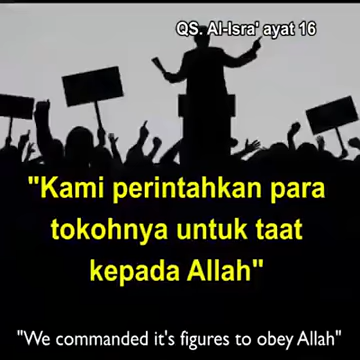 QS. Al-Isra' ayat 16
"Kami perintahkan para
tokohnya untuk taat
kepada Allah"
"We commanded it's figures to obey Allah"